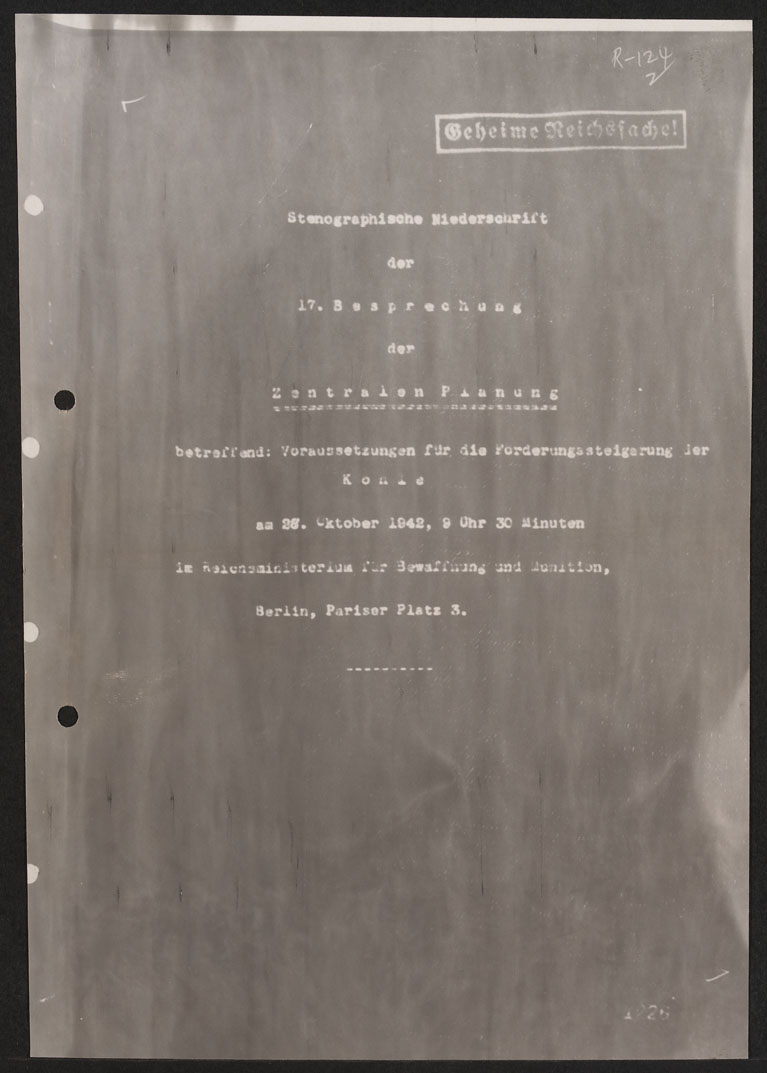 R-124
2
Geheime Reichssache!
Stenographische Niederschrift
der
17. Besprechung
der
Zentralen Planung
betreffend: Voraussetzungen für die Förderungssteigerung der
Kohle
am 28. Oktober 1942, 9 Uhr 30 Minuten
im Reichsministerium für Bewaffnung und Munition,
Berlin, Pariser Platz 3.
----------